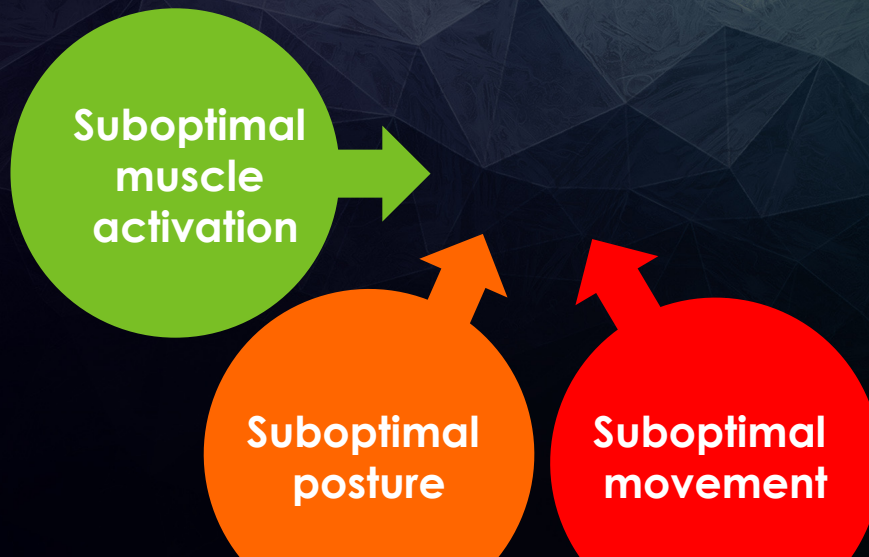 Suboptimal
muscle
activation
Suboptimal
posture
Suboptimal
movement